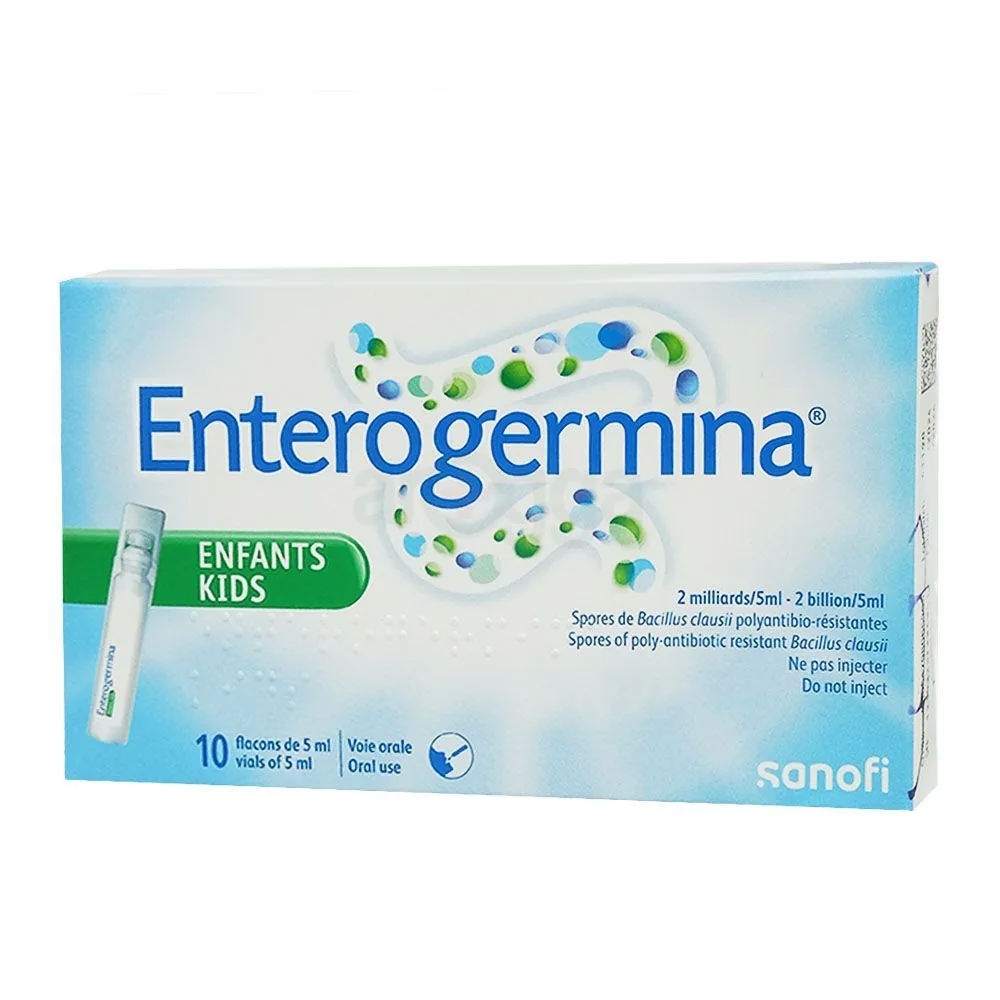 Enterogermina®
ENFANTS
KIDS
2 milliards/5ml - 2 billion/5ml
Spores de Bacillus clausii polyantibio-résistantes
Spores of poly-antibiotic resistant Bacillus clausii
Ne pas injecter
Do not inject
Enterogermina
10 flacons de 5 ml
vials of 5 ml
Voie orale
Oral use
sanofi